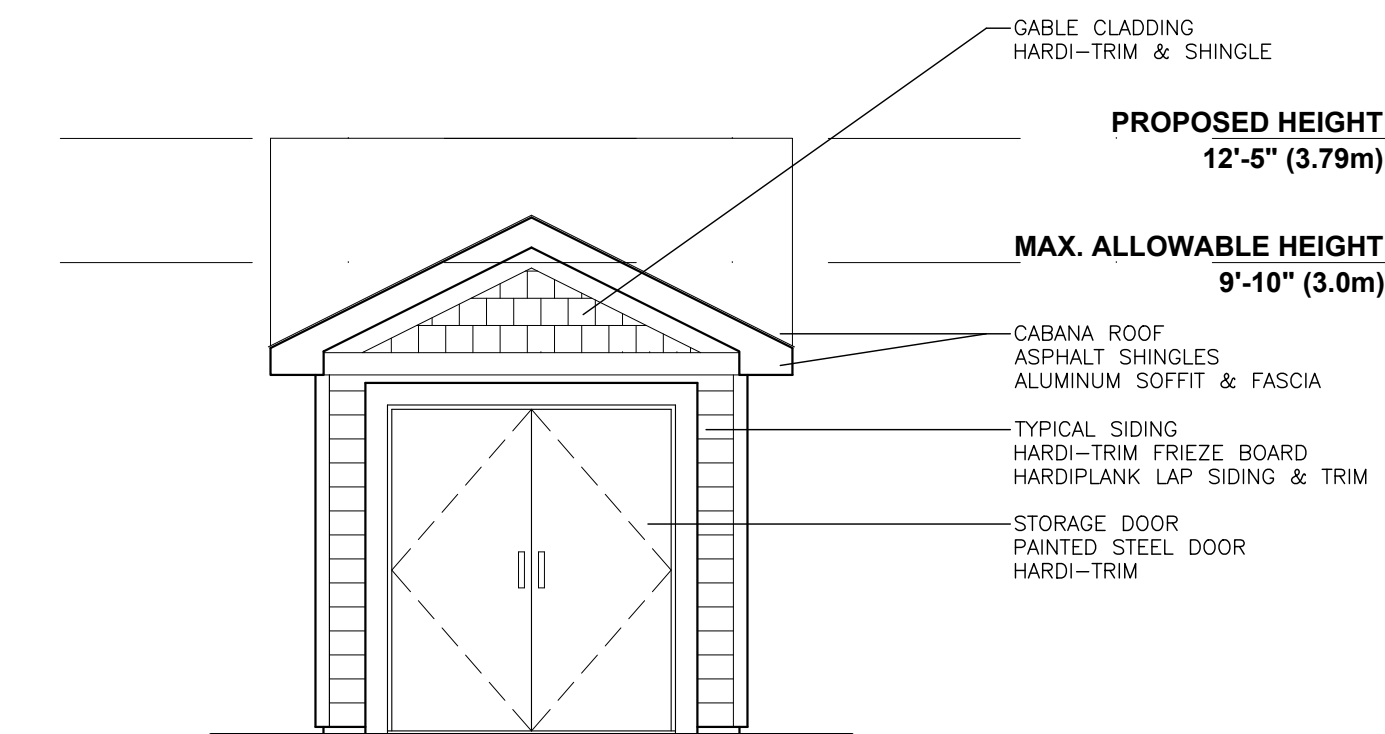 GABLE CLADDING
HARDI-TRIM & SHINGLE
PROPOSED HEIGHT
12'-5" (3.79m)
MAX. ALLOWABLE HEIGHT
9'-10" (3.0m)
CABANA ROOF
ASPHALT SHINGLES
ALUMINUM SOFFIT & FASCIA
TYPICAL SIDING
HARDI-TRIM FRIEZE BOARD
HARDIPLANK LAP SIDING & TRIM
STORAGE DOOR
PAINTED STEEL DOOR
HARDI-TRIM